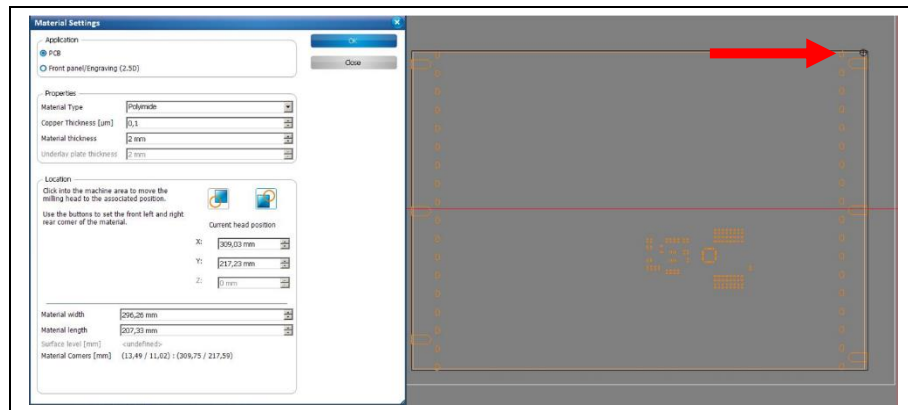 Material Settings
Application
PCB
Front panel/Engraving (2.5D)
OK
Close
Properties
Material Type Polyimide
Copper Thickness [µm] 0,1
Material thickness 2 mm
Underlay plate thickness 2 mm
Location
Click into the machine area to move the
milling head to the associated position.
Use the buttons to set the front left and right
rear corner of the material.
Current head position
X: 309,03 mm
Y: 217,23 mm
Z: 0 mm
Material width 296,26 mm
Material length 207,33 mm
Surface level [mm] <undefined>
Material Corners [mm] (13,49 / 11,02) : (309,75 / 217,59)